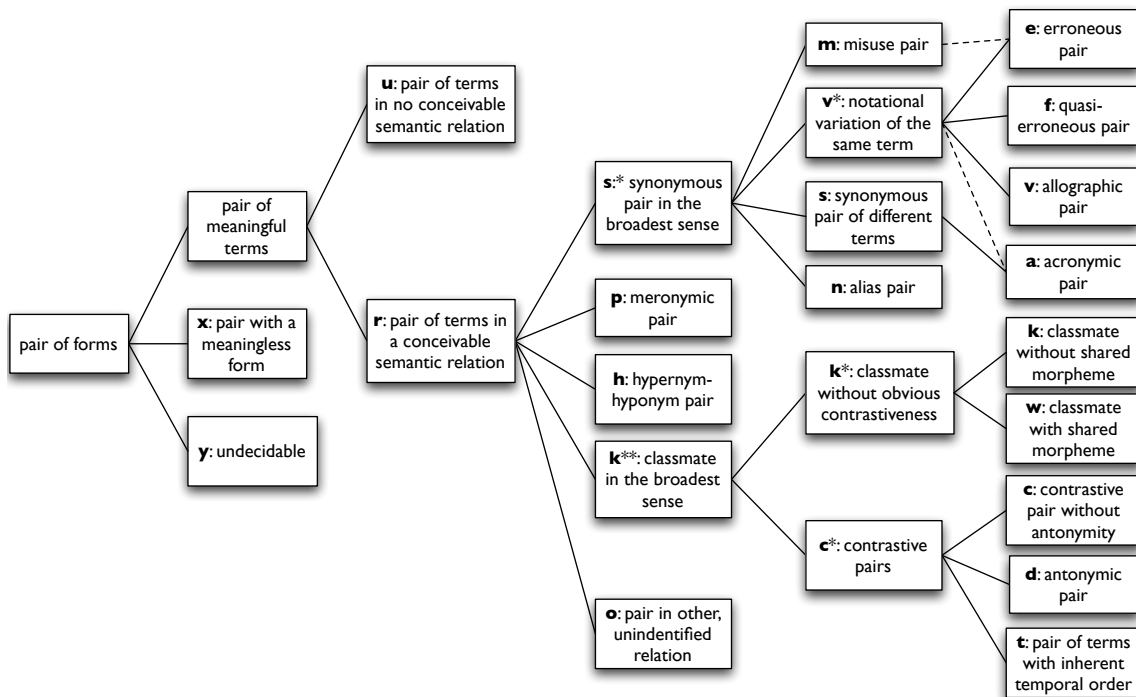 pair of forms
pair of
meaningful
terms
x: pair with a
meaningless
form
y: undecidable
u: pair of terms
in no conceivable
semantic relation
r: pair of terms in
a conceivable
semantic relation
s:* synonymous
pair in the
broadest sense
p: meronymic
pair
h: hypernym-
hyponym pair
k**: classmate
in the broadest
sense
o: pair in other,
unidentified
relation
m: misuse pair
v*: notational
variation of the
same term
s: synonymous
pair of different
terms
n: alias pair
k*: classmate
without obvious
contrastiveness
c*: contrastive
pairs
e: erroneous
pair
f: quasi-
erroneous pair
v: allographic
pair
a: acronymic
pair
k: classmate
without shared
morpheme
w: classmate
with shared
morpheme
c: contrastive
pair without
antonymity
d: antonymic
pair
t: pair of terms
with inherent
temporal order